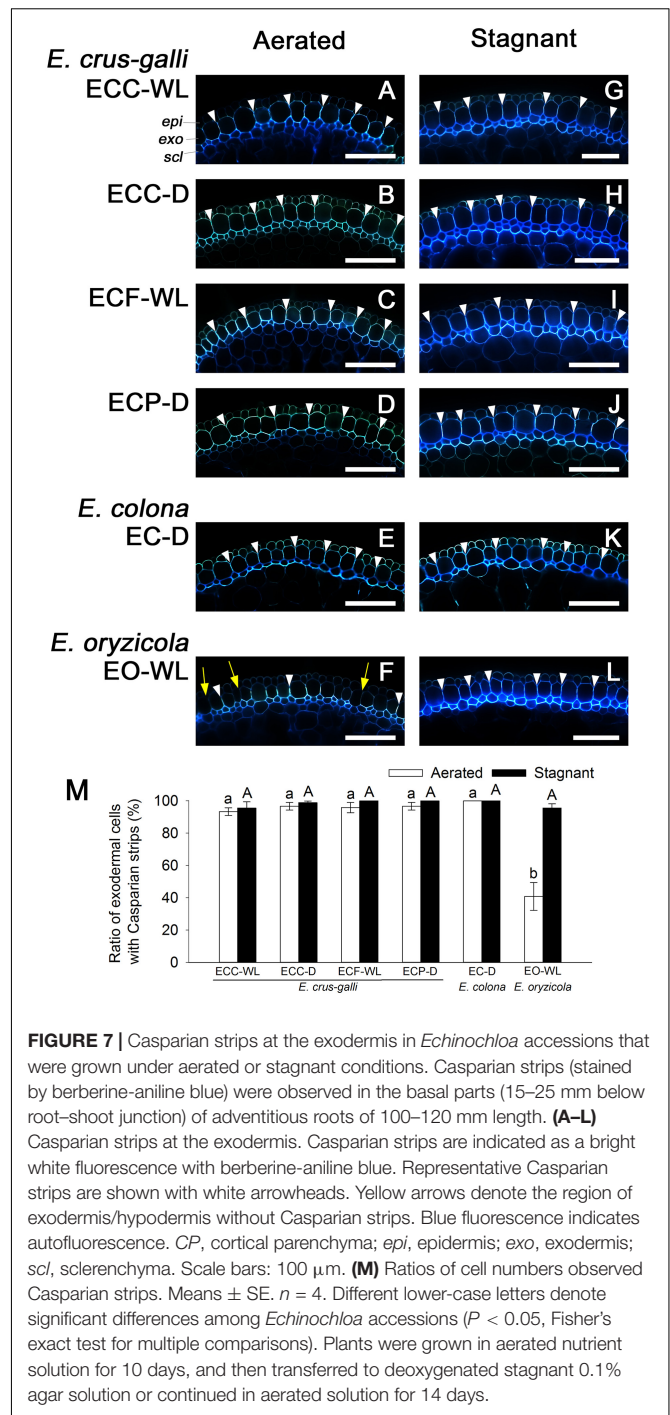 Aerated Stagnant
E. crus-galli
ECC-WL
A
G
epi
exo
scl
ECC-D
B
H
ECF-WL
C
I
ECP-D
D
J
E. colona
EC-D
E
K
E. oryzicola
EO-WL
F
L
M
Aerated Stagnant
Ratio of exodermal cells
with Casparian strips (%)
100
80
60
40
20
0
a A a A a A a A a A b A
ECC-WL ECC-D ECF-WL ECP-D EC-D EO-WL
E. crus-galli E. colona E. oryzicola
FIGURE 7 | Casparian strips at the exodermis in Echinochloa accessions that
were grown under aerated or stagnant conditions. Casparian strips (stained
by berberine-aniline blue) were observed in the basal parts (15–25 mm below
root–shoot junction) of adventitious roots of 100–120 mm length. (A–L)
Casparian strips at the exodermis. Casparian strips are indicated as a bright
white fluorescence with berberine-aniline blue. Representative Casparian
strips are shown with white arrowheads. Yellow arrows denote the region of
exodermis/hypodermis without Casparian strips. Blue fluorescence indicates
autofluorescence. CP, cortical parenchyma; epi, epidermis; exo, exodermis;
scl, sclerenchyma. Scale bars: 100 μm. (M) Ratios of cell numbers observed
Casparian strips. Means ± SE. n = 4. Different lower-case letters denote
significant differences among Echinochloa accessions (P < 0.05, Fisher's
exact test for multiple comparisons). Plants were grown in aerated nutrient
solution for 10 days, and then transferred to deoxygenated stagnant 0.1%
agar solution or continued in aerated solution for 14 days.